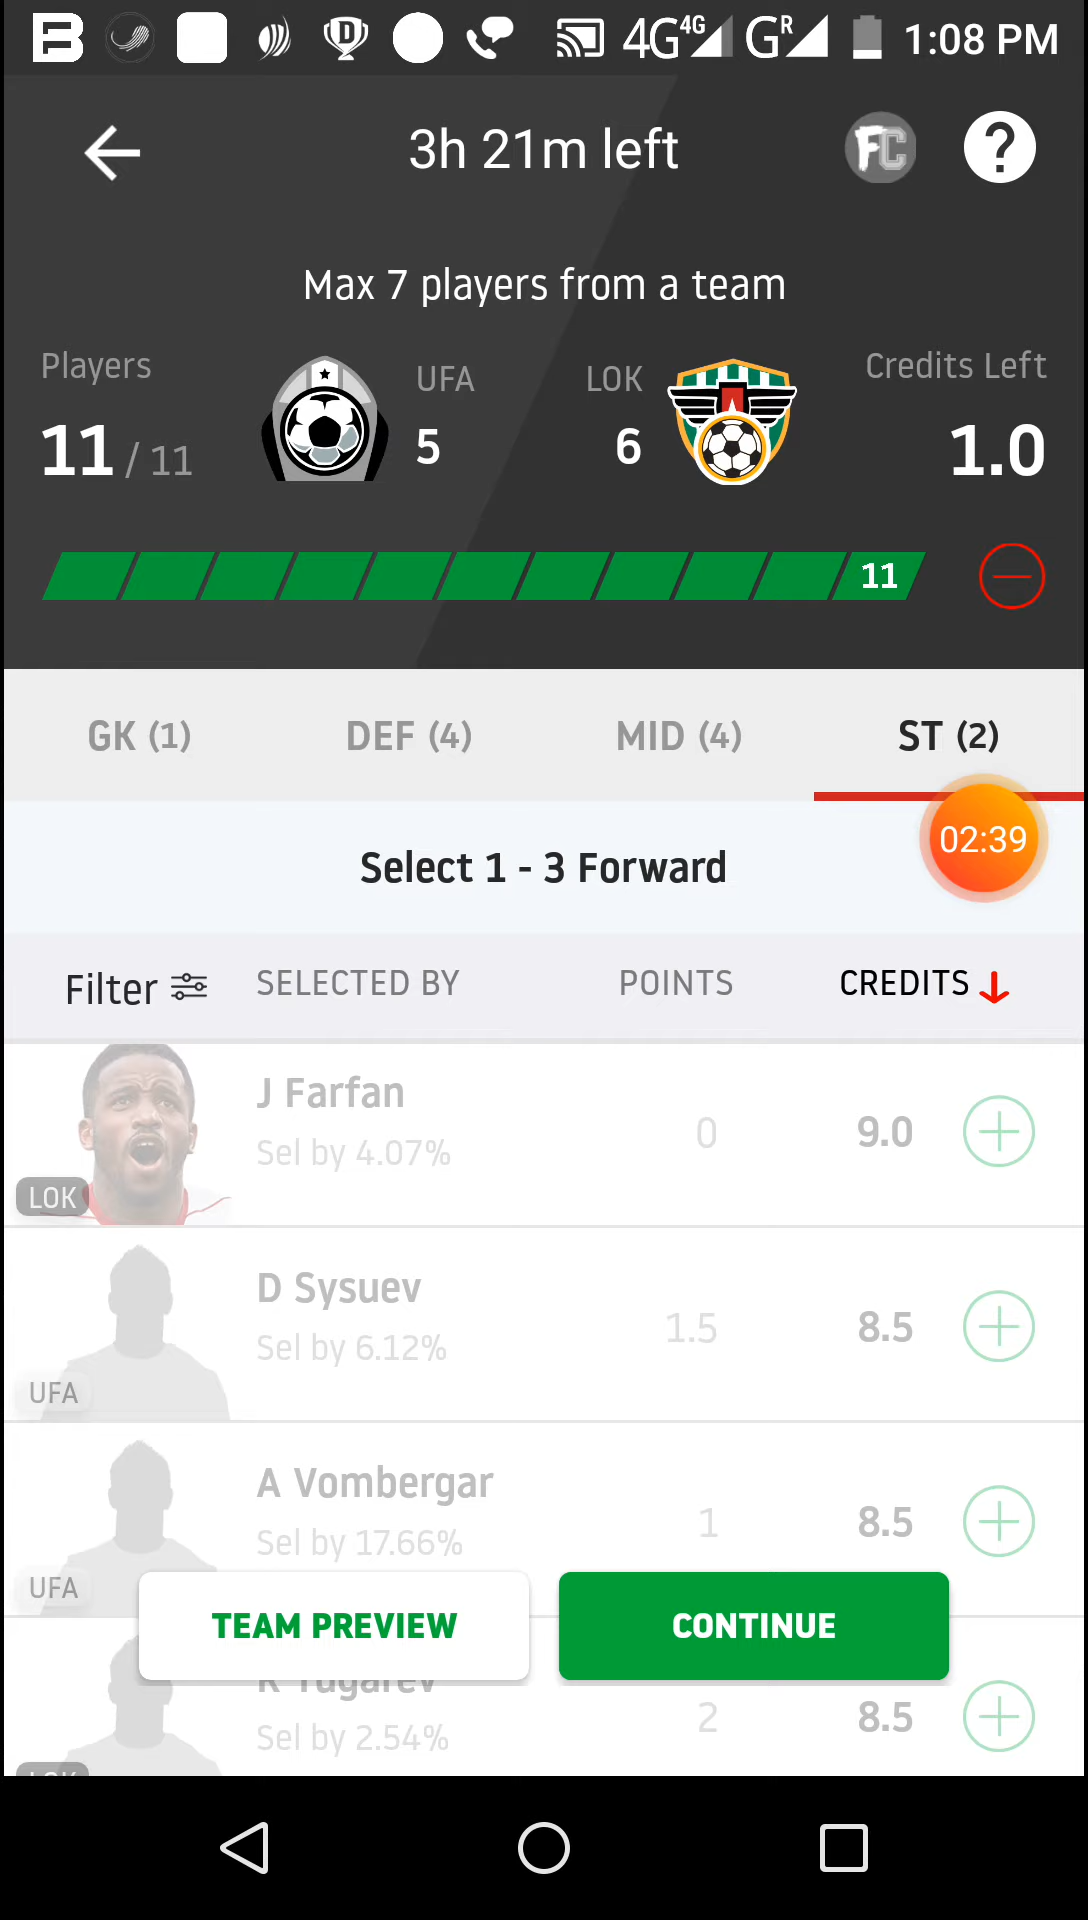 4G 4G G R 1:08 PM
3h 21m left
FC ?
Max 7 players from a team
Players UFA LOK Credits Left
11 / 11 5 6 1.0
11
GK (1) DEF (4) MID (4) ST (2)
02:39
Select 1 - 3 Forward
Filter SELECTED BY POINTS CREDITS
J Farfan
Sel by 4.07% 0 9.0
LOK
D Sysuev
Sel by 6.12% 1.5 8.5
UFA
A Vombergar
Sel by 17.66% 1 8.5
UFA
TEAM PREVIEW CONTINUE
Sel by 2.54% 2 8.5
LOK